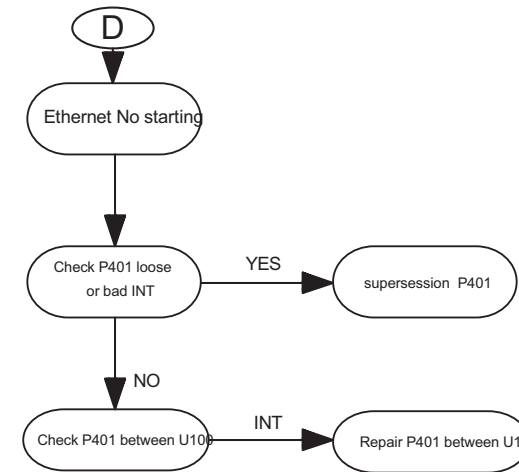 D
Ethernet No starting
Check P401 loose
or bad INT
YES
supersession P401
NO
Check P401 between U100
INT
Repair P401 between U1